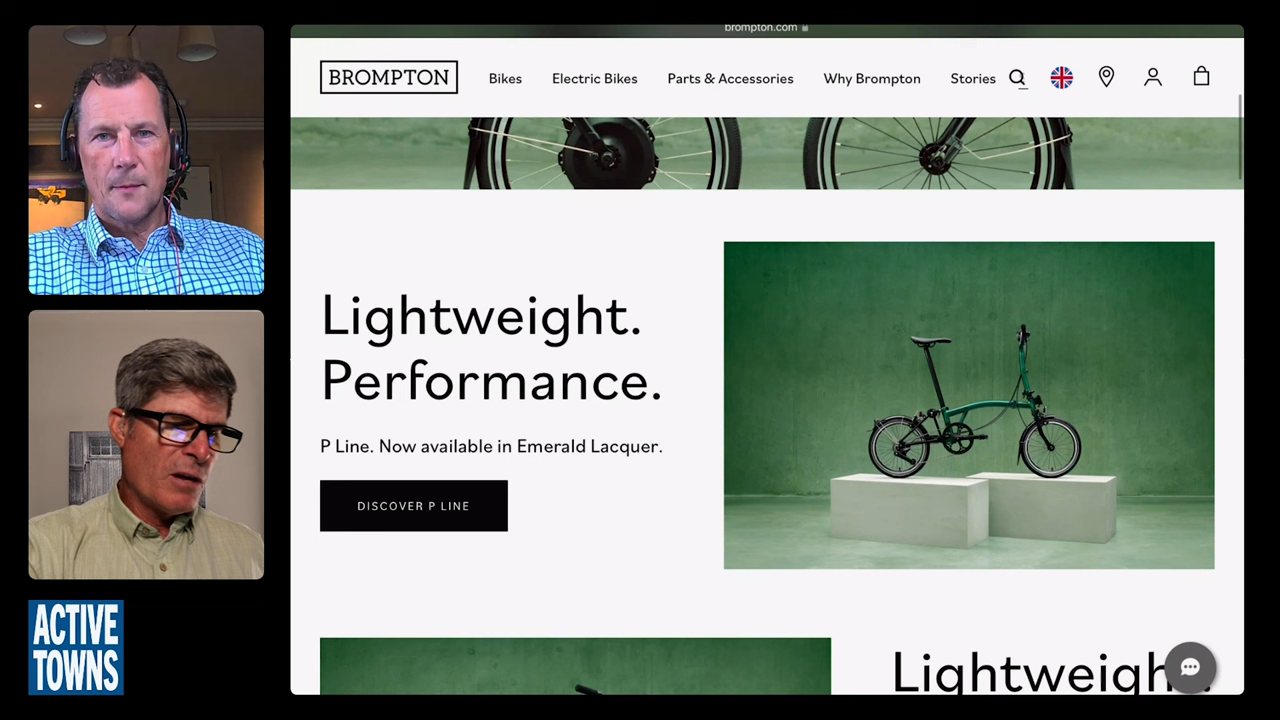 brompton.com
BROMPTON
Bikes
Electric Bikes
Parts & Accessories
Why Brompton
Stories
Lightweight.
Performance.
P Line. Now available in Emerald Lacquer.
DISCOVER P LINE
ACTIVE
TOWNS